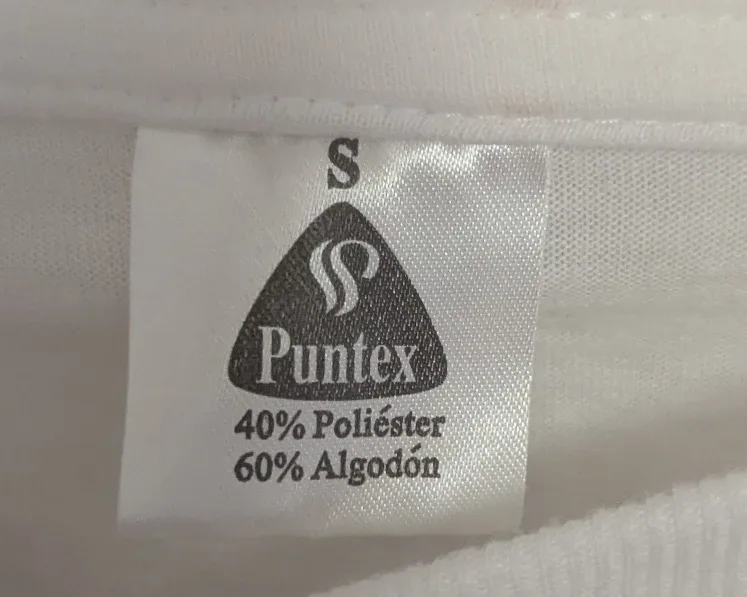 S
Puntex
40% Poliéster
60% Algodón